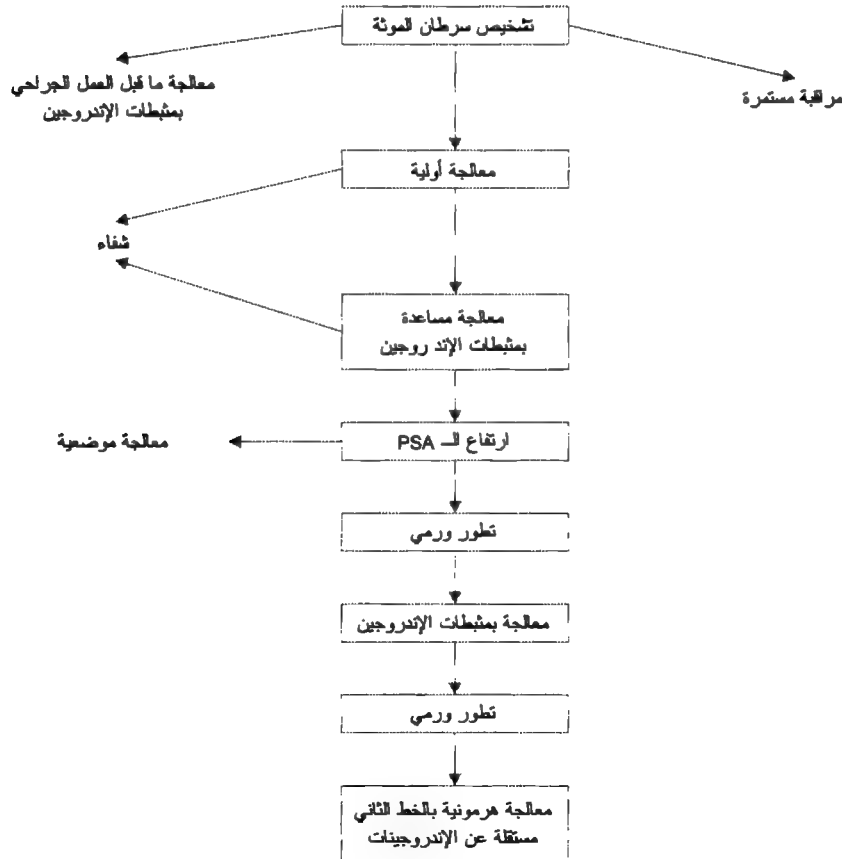 تشخيص سرطان الموثة
معالجة ما قبل العمل الجراحي
بمثبطات الإندروجين
مراقبة مستمرة
معالجة أولية
شفاء
معالجة مساعدة
بمثبطات الإند روجين
ارتفاع الـ PSA
معالجة موضعية
تطور ورمي
معالجة بمثبطات الإندروجين
تطور ورمي
معالجة هرمونية بالخط الثاني
مستقلة عن الإندروجينات